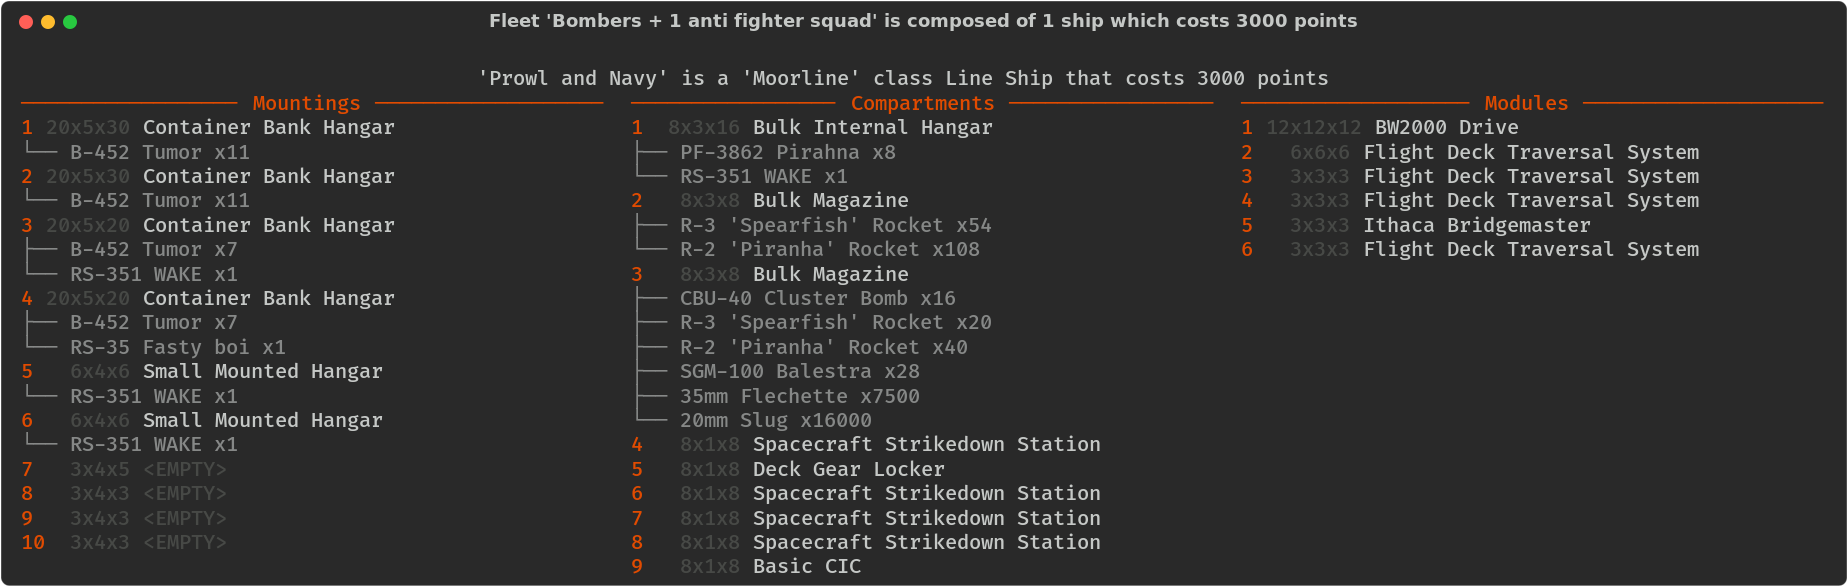 Fleet 'Bombers + 1 anti fighter squad' is composed of 1 ship which costs 3000 points
'Prowl and Navy' is a 'Moorline' class Line Ship that costs 3000 points
Mountings
1 20x5x30 Container Bank Hangar
B-452 Tumor x11
2 20x5x30 Container Bank Hangar
B-452 Tumor x11
3 20x5x20 Container Bank Hangar
B-452 Tumor x7
RS-351 WAKE x1
4 20x5x20 Container Bank Hangar
B-452 Tumor x7
RS-35 Fasty boi x1
5 6x4x6 Small Mounted Hangar
RS-351 WAKE x1
6 6x4x6 Small Mounted Hangar
RS-351 WAKE x1
7 3x4x5 <EMPTY>
8 3x4x3 <EMPTY>
9 3x4x3 <EMPTY>
10 3x4x3 <EMPTY>
Compartments
1 8x3x16 Bulk Internal Hangar
PF-3862 Pirahna x8
RS-351 WAKE x1
2 8x3x8 Bulk Magazine
R-3 'Spearfish' Rocket x54
R-2 'Piranha' Rocket x108
3 8x3x8 Bulk Magazine
CBU-40 Cluster Bomb x16
R-3 'Spearfish' Rocket x20
R-2 'Piranha' Rocket x40
SGM-100 Balestra x28
35mm Flechette x7500
20mm Slug x16000
4 8x1x8 Spacecraft Strikedown Station
5 8x1x8 Deck Gear Locker
6 8x1x8 Spacecraft Strikedown Station
7 8x1x8 Spacecraft Strikedown Station
8 8x1x8 Spacecraft Strikedown Station
9 8x1x8 Basic CIC
Modules
1 12x12x12 BW2000 Drive
2 6x6x6 Flight Deck Traversal System
3 3x3x3 Flight Deck Traversal System
4 3x3x3 Flight Deck Traversal System
5 3x3x3 Ithaca Bridgemaster
6 3x3x3 Flight Deck Traversal System